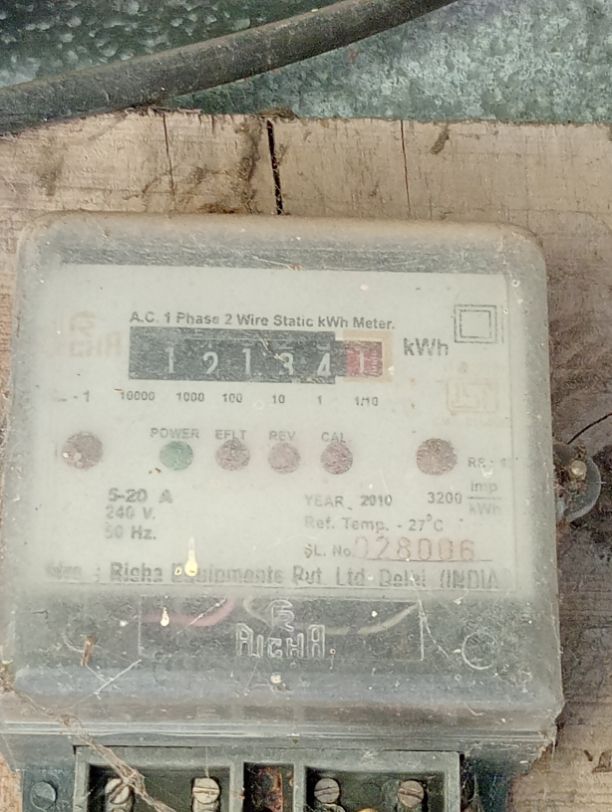 A.C. 1 Phase 2 Wire Static kWh Meter.
1 2 1 3 4 1 kWh
10000 1000 100 10 1 1/10
POWER EFLT REV CAL
5-20 A
240 V.
50 Hz.
YEAR 2010 3200 imp/kWh
Ref. Temp. - 27°C
SL. No. 028006
Risha Equipments Pvt. Ltd. Delhi (INDIA)
RISHA